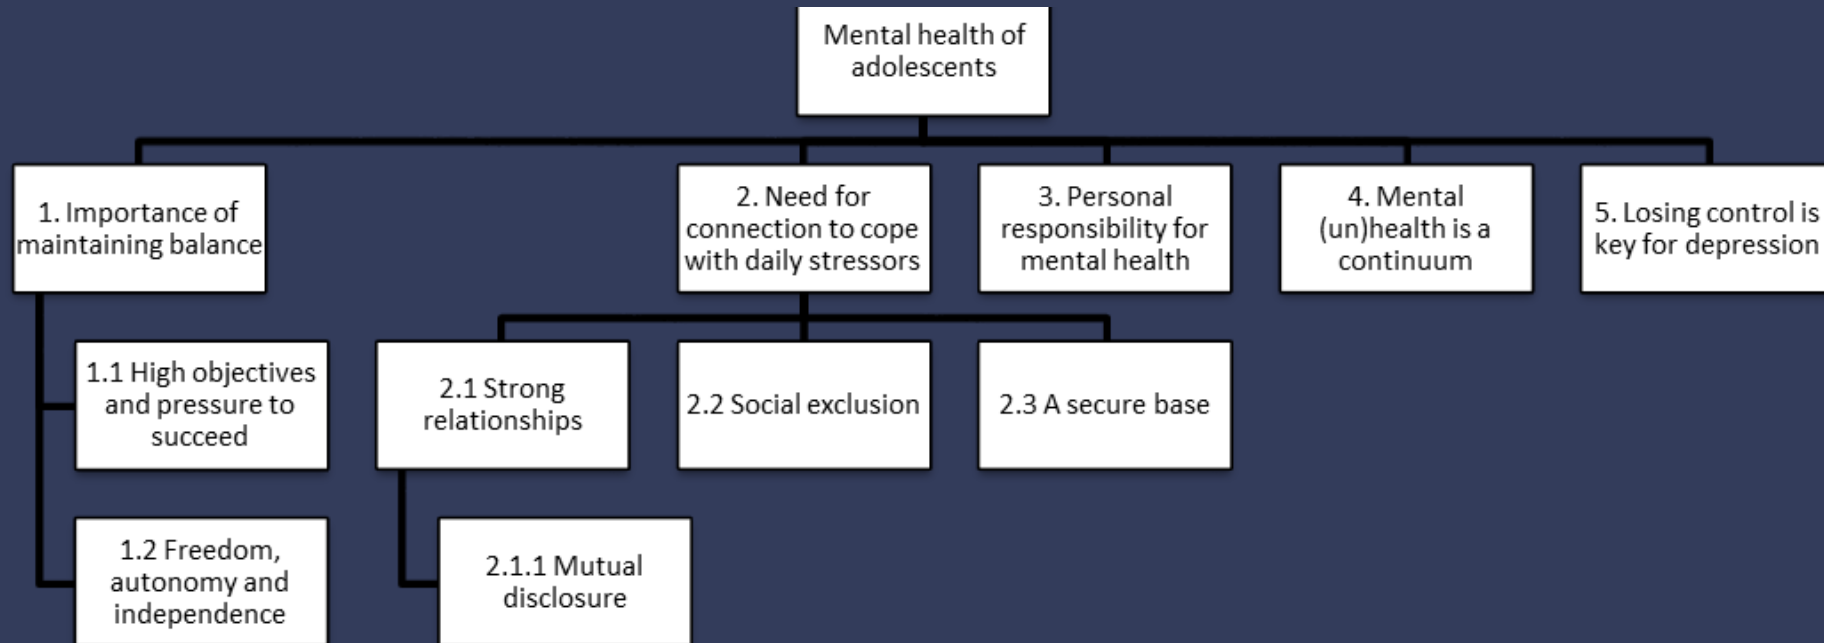 Mental health of
adolescents
1. Importance of
maintaining balance
2. Need for
connection to cope
with daily stressors
3. Personal
responsibility for
mental health
4. Mental
(un)health is a
continuum
5. Losing control is
key for depression
1.1 High objectives
and pressure to
succeed
2.1 Strong
relationships
2.2 Social exclusion
2.3 A secure base
1.2 Freedom,
autonomy and
independence
2.1.1 Mutual
disclosure